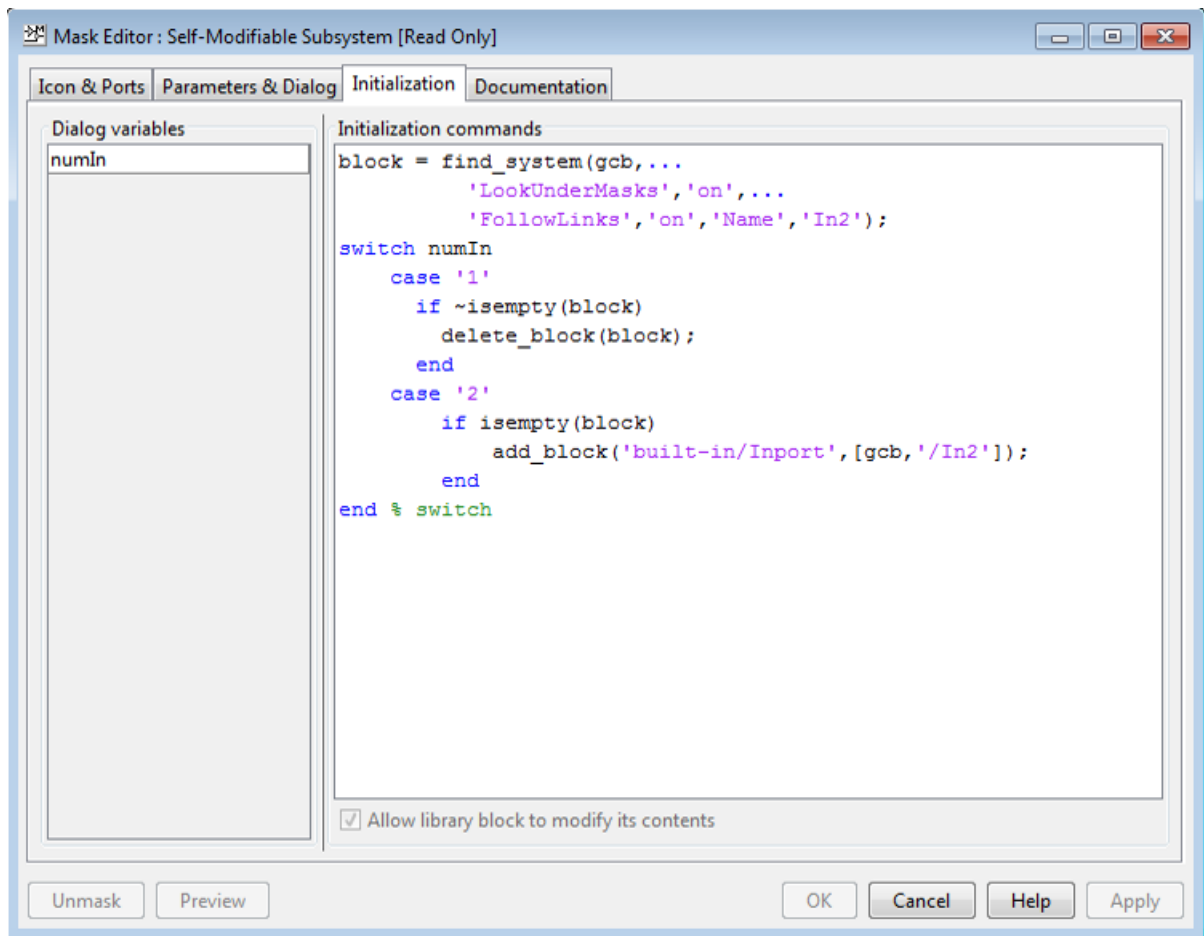 Mask Editor : Self-Modifiable Subsystem [Read Only]
Icon & Ports Parameters & Dialog Initialization Documentation
Dialog variables
numIn
Initialization commands
block = find_system(gcb,...
'LookUnderMasks','on',...
'FollowLinks','on','Name','In2');
switch numIn
case '1'
if ~isempty(block)
delete_block(block);
end
case '2'
if isempty(block)
add_block('built-in/Inport',[gcb,'/In2']);
end
end % switch
Allow library block to modify its contents
Unmask Preview OK Cancel Help Apply